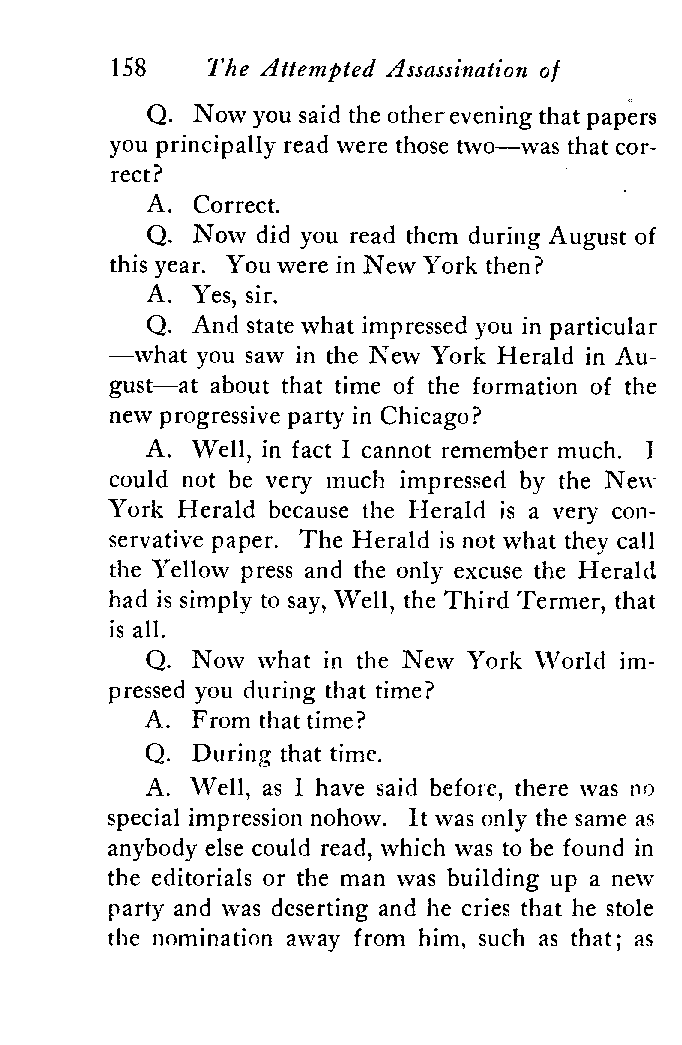 158 The Attempted Assassination of
Q. Now you said the other evening that papers
you principally read were those two—was that cor-
rect?
A. Correct.
Q. Now did you read them during August of
this year. You were in New York then?
A. Yes, sir.
Q. And state what impressed you in particular
—what you saw in the New York Herald in Au-
gust—at about that time of the formation of the
new progressive party in Chicago?
A. Well, in fact I cannot remember much. I
could not be very much impressed by the New
York Herald because the Herald is a very con-
servative paper. The Herald is not what they call
the Yellow press and the only excuse the Herald
had is simply to say, Well, the Third Termer, that
is all.
Q. Now what in the New York World im-
pressed you during that time?
A. From that time?
Q. During that time.
A. Well, as I have said before, there was no
special impression nohow. It was only the same as
anybody else could read, which was to be found in
the editorials or the man was building up a new
party and was deserting and he cries that he stole
the nomination away from him, such as that; as